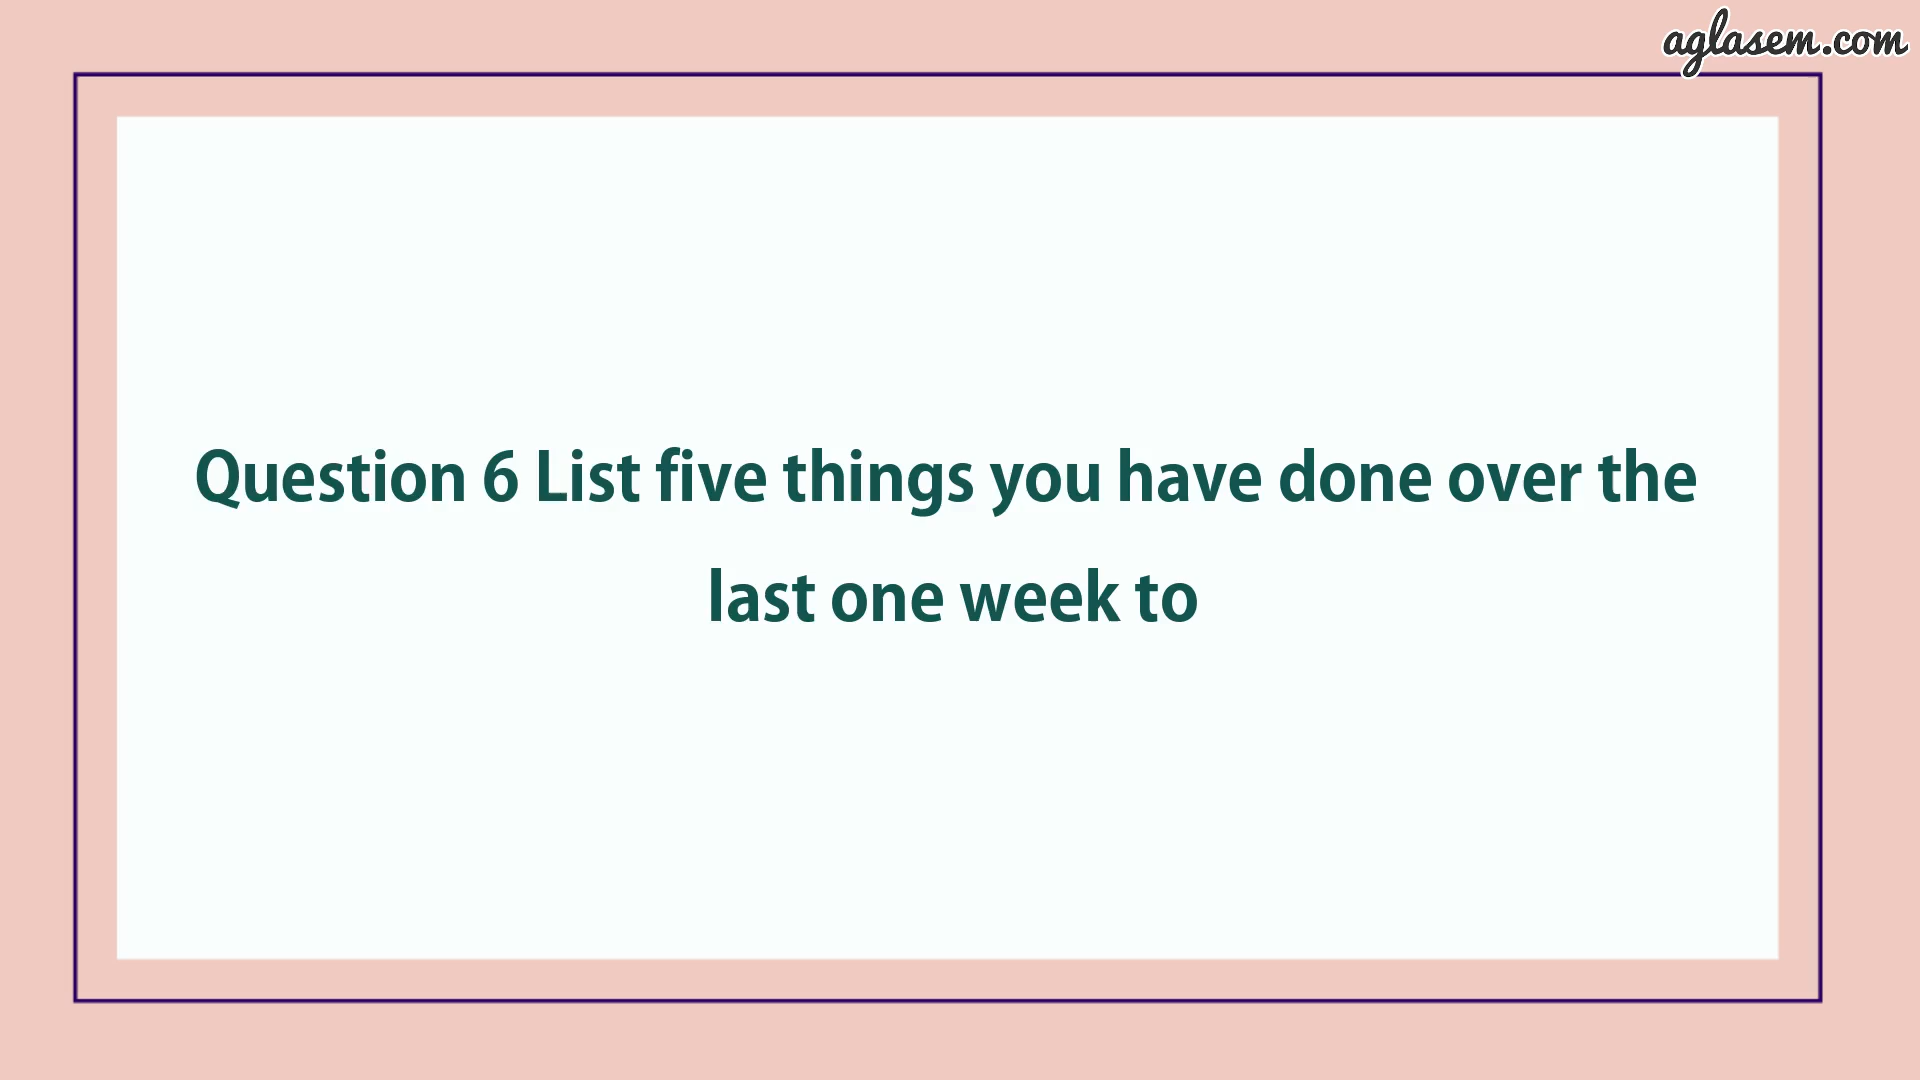 aglasem.com
Question 6 List five things you have done over the
last one week to